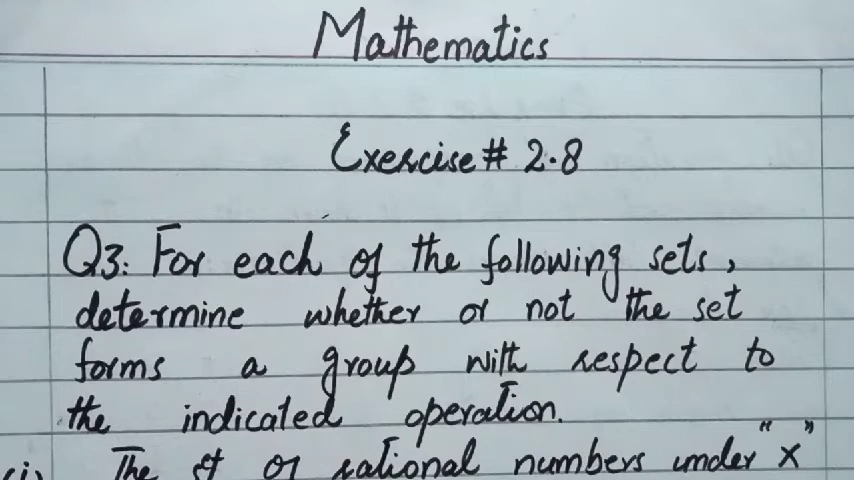 Mathematics
Exercise # 2.8
Q3: For each of the following sets,
determine whether or not the set
forms a group with respect to
the indicated operation.
(i) The set of rational numbers under "x"